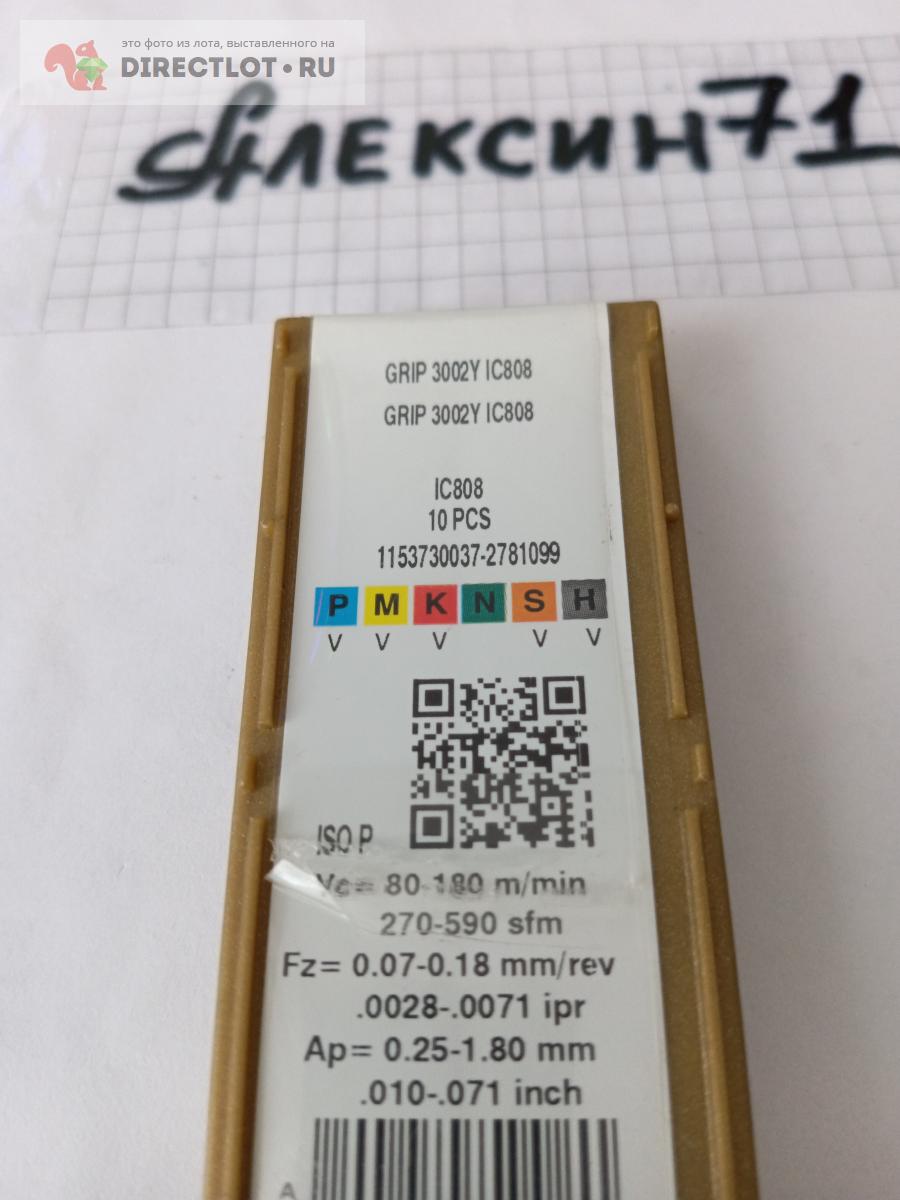 это фото из лота, выставленного на
DIRECTLOT.RU
Алексин71
GRIP 3002Y IC808
GRIP 3002Y IC808
IC808
10 PCS
1153730037-2781099
P M K N S H
V V V V V
ISO P
Vc= 80-180 m/min
270-590 sfm
Fz= 0.07-0.18 mm/rev
.0028-.0071 ipr
Ap= 0.25-1.80 mm
.010-.071 inch
A